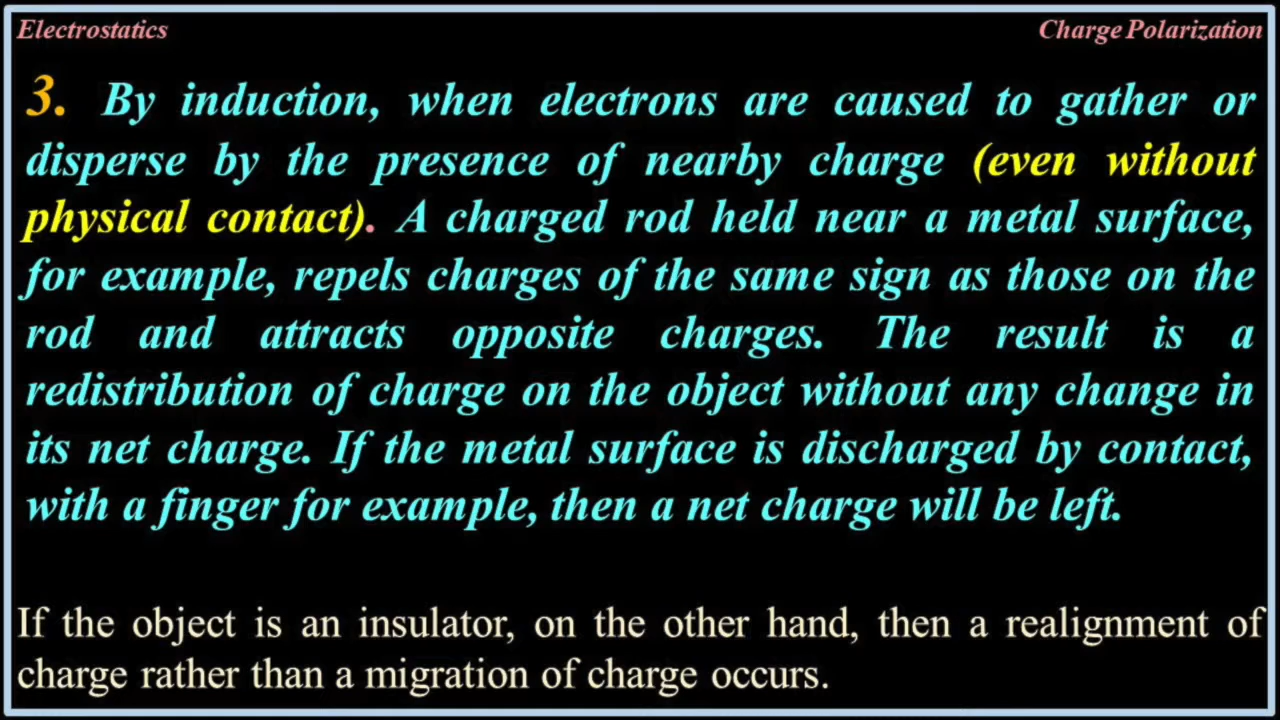 Electrostatics Charge Polarization
3. By induction, when electrons are caused to gather or
disperse by the presence of nearby charge (even without
physical contact). A charged rod held near a metal surface,
for example, repels charges of the same sign as those on the
rod and attracts opposite charges. The result is a
redistribution of charge on the object without any change in
its net charge. If the metal surface is discharged by contact,
with a finger for example, then a net charge will be left.
If the object is an insulator, on the other hand, then a realignment of
charge rather than a migration of charge occurs.